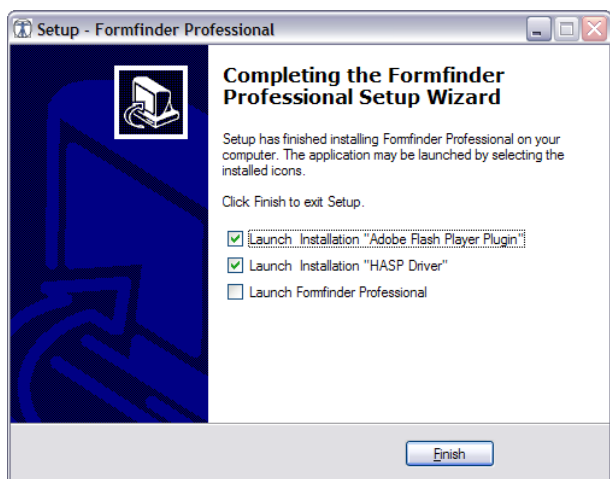 Setup - Formfinder Professional
Completing the Formfinder
Professional Setup Wizard
Setup has finished installing Formfinder Professional on your
computer. The application may be launched by selecting the
installed icons.
Click Finish to exit Setup.
Launch Installation "Adobe Flash Player Plugin"
Launch Installation "HASP Driver"
Launch Formfinder Professional
Finish